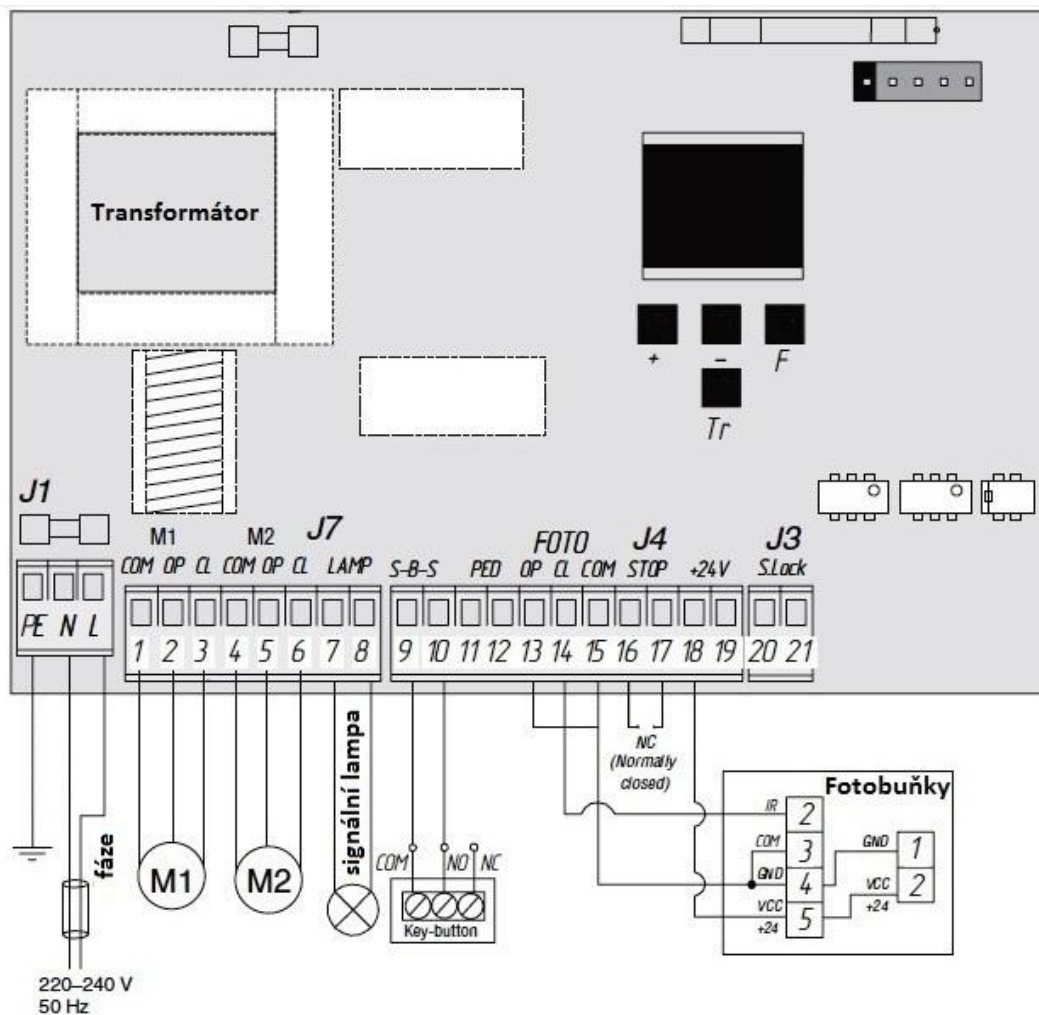 Transformátor
+ - F
Tr
J1
M1 M2 J7
COM OP CL COM OP CL LAMP
FOTO J4 J3
S-B-S PED OP CL COM STOP +24V S.Lock
PE N L
1 2 3 4 5 6 7 8
9 10 11 12 13 14 15 16 17 18 19
20 21
NC
(Normally
closed)
fáze
signální lampa
M1
M2
COM NO NC
Key-button
Fotobuňky
IR 2
COM 3
GND 4
VCC 5
+24
GND 1
VCC 2
+24
220–240 V
50 Hz